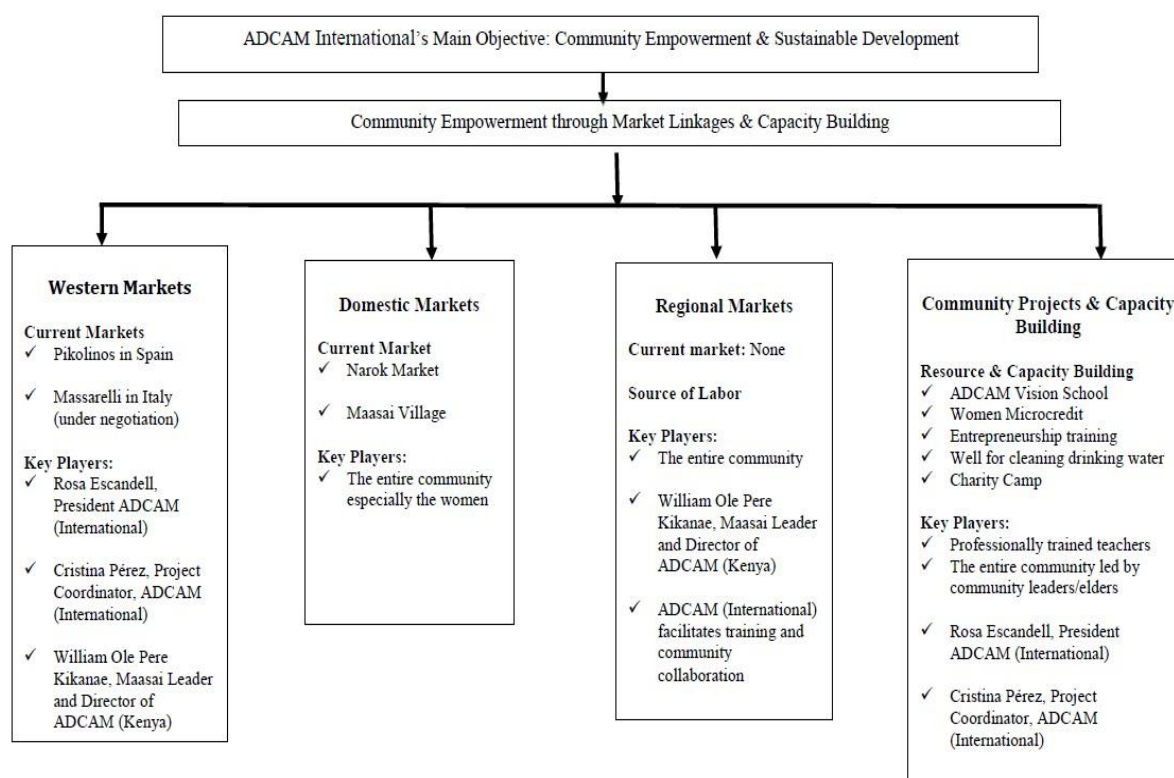 ADCAM International's Main Objective: Community Empowerment & Sustainable Development
Community Empowerment through Market Linkages & Capacity Building
Western Markets
Current Markets
✓ Pikolinos in Spain
✓ Massarelli in Italy
(under negotiation)
Key Players:
✓ Rosa Escandell,
President ADCAM
(International)
✓ Cristina Pérez, Project
Coordinator, ADCAM
(International)
✓ William Ole Pere
Kikanae, Maasai Leader
and Director of
ADCAM (Kenya)
Domestic Markets
Current Market
✓ Narok Market
✓ Maasai Village
Key Players:
✓ The entire community
especially the women
Regional Markets
Current market: None
Source of Labor
Key Players:
✓ The entire community
✓ William Ole Pere
Kikanae, Maasai Leader
and Director of
ADCAM (Kenya)
✓ ADCAM (International)
facilitates training and
community
collaboration
Community Projects & Capacity
Building
Resource & Capacity Building
✓ ADCAM Vision School
✓ Women Microcredit
✓ Entrepreneurship training
✓ Well for cleaning drinking water
✓ Charity Camp
Key Players:
✓ Professionally trained teachers
✓ The entire community led by
community leaders/elders
✓ Rosa Escandell, President
ADCAM (International)
✓ Cristina Pérez, Project
Coordinator, ADCAM
(International)